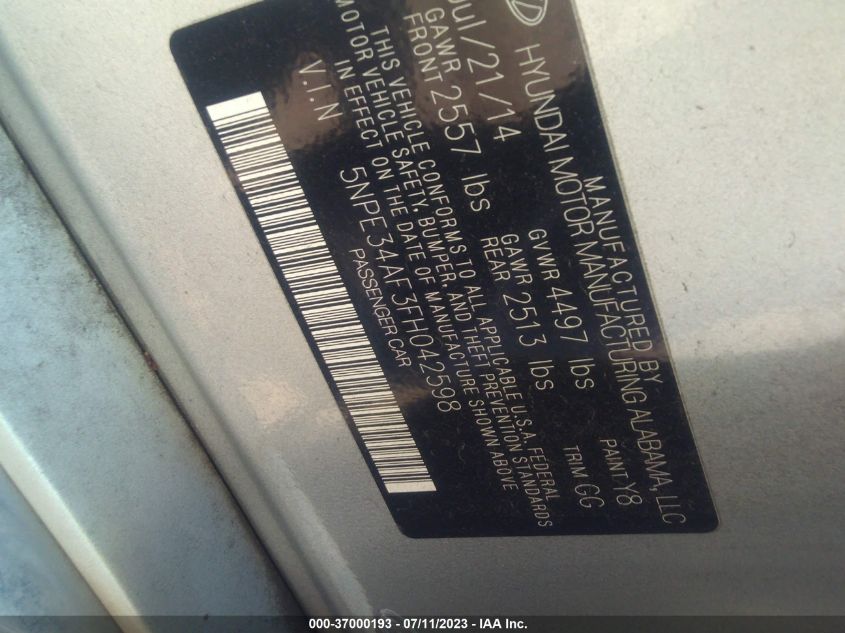 MANUFACTURED BY
HYUNDAI MOTOR MANUFACTURING ALABAMA, LLC
Jul/21/14 GVWR 4497 lbs PAINT Y8
GAWR FRONT 2557 lbs GAWR REAR 2513 lbs TRIM GG
THIS VEHICLE CONFORMS TO ALL APPLICABLE U.S.A. FEDERAL
MOTOR VEHICLE SAFETY, BUMPER, AND THEFT PREVENTION STANDARDS
IN EFFECT ON THE DATE OF MANUFACTURE SHOWN ABOVE
V.I.N 5NPE34AF3FH042598
PASSENGER CAR
000-37000193 - 07/11/2023 - IAA Inc.